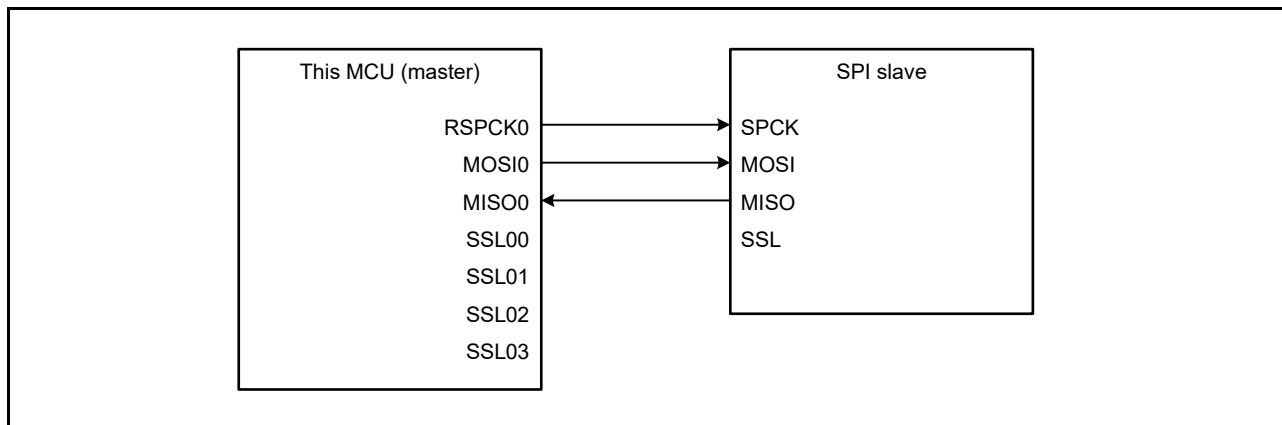 This MCU (master)
RSPCK0
MOSI0
MISO0
SSL00
SSL01
SSL02
SSL03
SPI slave
SPCK
MOSI
MISO
SSL